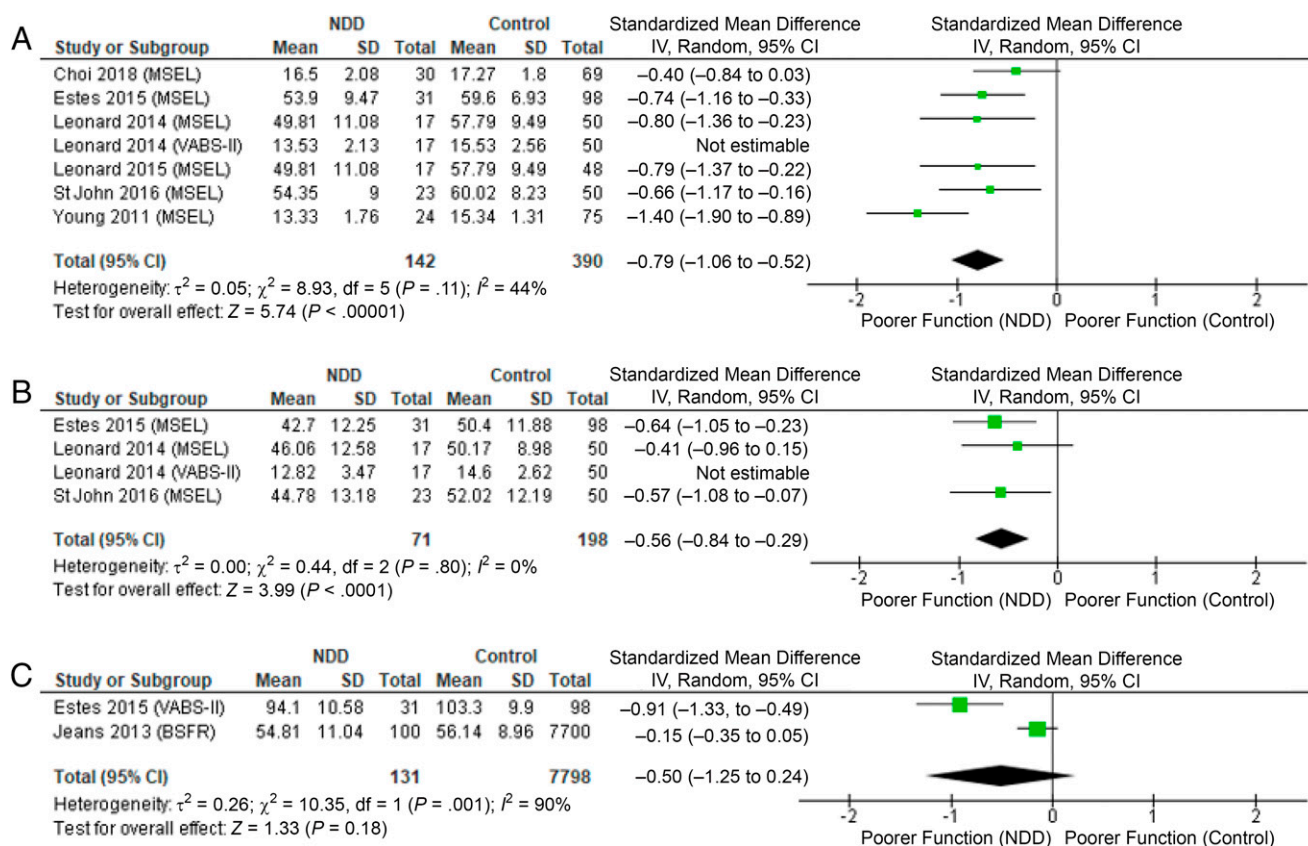 A
NDD Control Standardized Mean Difference Standardized Mean Difference
Study or Subgroup Mean SD Total Mean SD Total IV, Random, 95% CI IV, Random, 95% CI
Choi 2018 (MSEL) 16.5 2.08 30 17.27 1.8 69 −0.40 (−0.84 to 0.03)
Estes 2015 (MSEL) 53.9 9.47 31 59.6 6.93 98 −0.74 (−1.16 to −0.33)
Leonard 2014 (MSEL) 49.81 11.08 17 57.79 9.49 50 −0.80 (−1.36 to −0.23)
Leonard 2014 (VABS-II) 13.53 2.13 17 15.53 2.56 50 Not estimable
Leonard 2015 (MSEL) 49.81 11.08 17 57.79 9.49 48 −0.79 (−1.37 to −0.22)
St John 2016 (MSEL) 54.35 9 23 60.02 8.23 50 −0.66 (−1.17 to −0.16)
Young 2011 (MSEL) 13.33 1.76 24 15.34 1.31 75 −1.40 (−1.90 to −0.89)
Total (95% CI) 142 390 −0.79 (−1.06 to −0.52)
Heterogeneity: τ² = 0.05; χ² = 8.93, df = 5 (P = .11); I² = 44%
Test for overall effect: Z = 5.74 (P < .00001)
-2 -1 0 1 2
Poorer Function (NDD) Poorer Function (Control)
B
NDD Control Standardized Mean Difference Standardized Mean Difference
Study or Subgroup Mean SD Total Mean SD Total IV, Random, 95% CI IV, Random, 95% CI
Estes 2015 (MSEL) 42.7 12.25 31 50.4 11.88 98 −0.64 (−1.05 to −0.23)
Leonard 2014 (MSEL) 46.06 12.58 17 50.17 8.98 50 −0.41 (−0.96 to 0.15)
Leonard 2014 (VABS-II) 12.82 3.47 17 14.6 2.62 50 Not estimable
St John 2016 (MSEL) 44.78 13.18 23 52.02 12.19 50 −0.57 (−1.08 to −0.07)
Total (95% CI) 71 198 −0.56 (−0.84 to −0.29)
Heterogeneity: τ² = 0.00; χ² = 0.44, df = 2 (P = .80); I² = 0%
Test for overall effect: Z = 3.99 (P < .0001)
-2 -1 0 1 2
Poorer Function (NDD) Poorer Function (Control)
C
NDD Control Standardized Mean Difference Standardized Mean Difference
Study or Subgroup Mean SD Total Mean SD Total IV, Random, 95% CI IV, Random, 95% CI
Estes 2015 (VABS-II) 94.1 10.58 31 103.3 9.9 98 −0.91 (−1.33, to −0.49)
Jeans 2013 (BSFR) 54.81 11.04 100 56.14 8.96 7700 −0.15 (−0.35 to 0.05)
Total (95% CI) 131 7798 −0.50 (−1.25 to 0.24)
Heterogeneity: τ² = 0.26; χ² = 10.35, df = 1 (P = .001); I² = 90%
Test for overall effect: Z = 1.33 (P = 0.18)
-2 -1 0 1 2
Poorer Function (NDD) Poorer Function (Control)